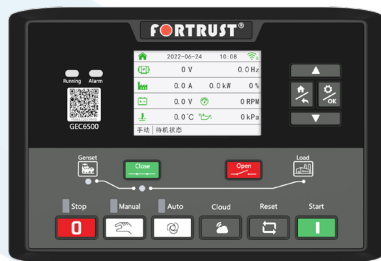 FORTRUST®
2022-06-24 10:08
0 V 0.0 Hz
0.0 A 0.0 kW 0 %
0.0 V 0 RPM
0.0 ℃ 0 kPa
手动 待机状态
Running Alarm
GEC6500
OK
Genset
Close
Open
Load
Stop Manual Auto Cloud Reset Start
0 I